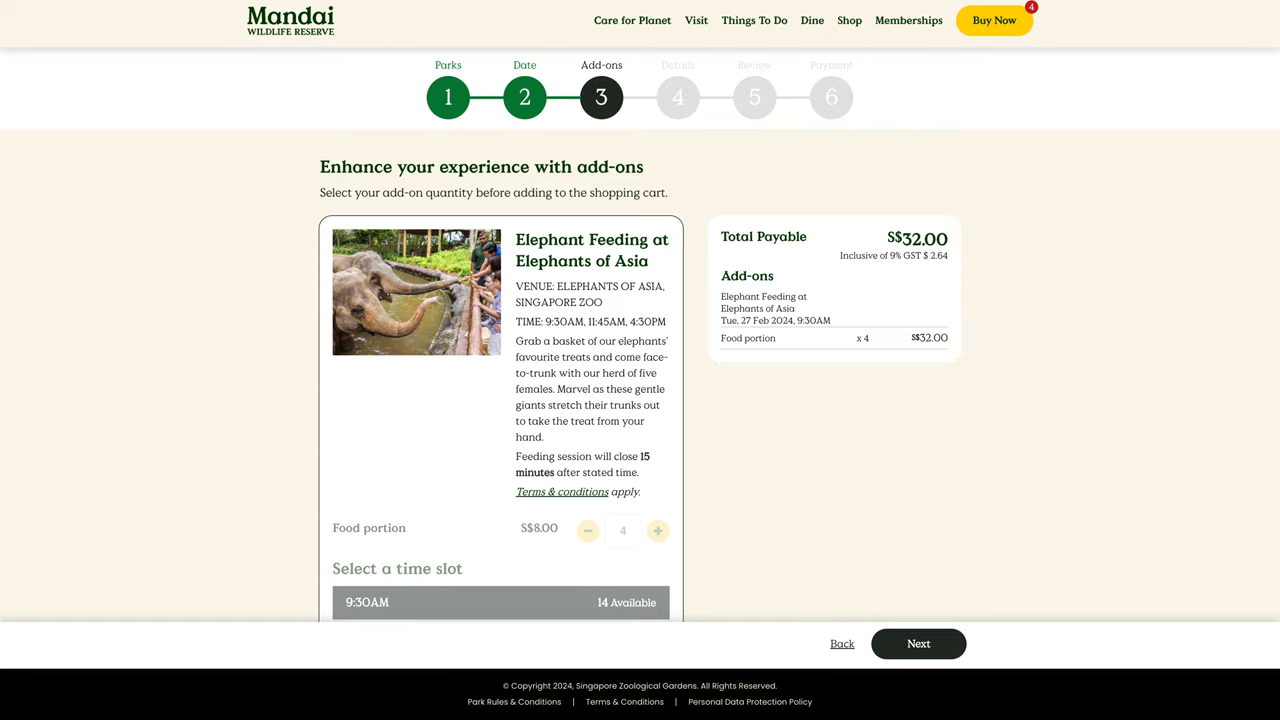 Mandai
WILDLIFE RESERVE
Care for Planet Visit Things To Do Dine Shop Memberships Buy Now 4
Parks Date Add-ons Details Review Payment
1 2 3 4 5 6
Enhance your experience with add-ons
Select your add-on quantity before adding to the shopping cart.
Elephant Feeding at
Elephants of Asia
VENUE: ELEPHANTS OF ASIA,
SINGAPORE ZOO
TIME: 9:30AM, 11:45AM, 4:30PM
Grab a basket of our elephants’
favourite treats and come face-
to-trunk with our herd of five
females. Marvel as these gentle
giants stretch their trunks out
to take the treat from your
hand.
Feeding session will close 15
minutes after stated time.
Terms & conditions apply.
Food portion S$8.00 − 4 +
Select a time slot
9:30AM 14 Available
Total Payable S$32.00
Inclusive of 9% GST $ 2.64
Add-ons
Elephant Feeding at
Elephants of Asia
Tue, 27 Feb 2024, 9:30AM
Food portion x 4 S$32.00
Back Next
© Copyright 2024, Singapore Zoological Gardens. All Rights Reserved.
Park Rules & Conditions | Terms & Conditions | Personal Data Protection Policy